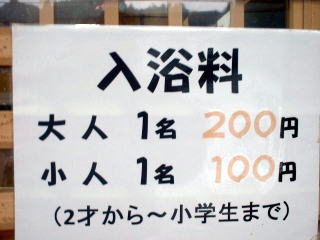 入浴料
大人 1名 200円
小人 1名 100円
(2才から〜小学生まで)